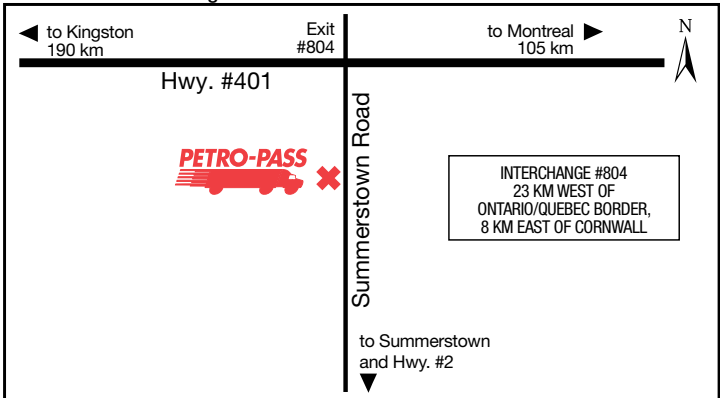 to Kingston
190 km
Exit
#804
to Montreal
105 km
N
Hwy. #401
Summerstown Road
PETRO-PASS
INTERCHANGE #804
23 KM WEST OF
ONTARIO/QUEBEC BORDER,
8 KM EAST OF CORNWALL
to Summerstown
and Hwy. #2